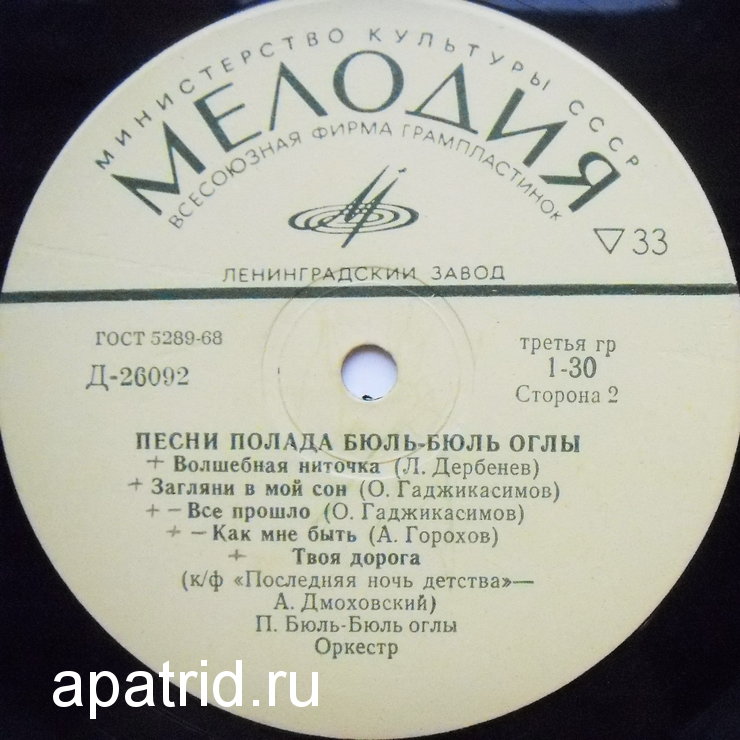 МИНИСТЕРСТВО КУЛЬТУРЫ СССР
МЕЛОДИЯ
ВСЕСОЮЗНАЯ ФИРМА ГРАМПЛАСТИНОК
▽33
ЛЕНИНГРАДСКИЙ ЗАВОД
ГОСТ 5289-68
Д-26092
третья гр
1-30
Сторона 2
ПЕСНИ ПОЛАДА БЮЛЬ-БЮЛЬ ОГЛЫ
+ Волшебная ниточка (Л. Дербенев)
+ Загляни в мой сон (О. Гаджикасимов)
+ - Все прошло (О. Гаджикасимов)
+ - Как мне быть (А. Горохов)
+ Твоя дорога
(к/ф «Последняя ночь детства»—
А. Дмоховский)
П. Бюль-Бюль оглы
Оркестр
apatrid.ru